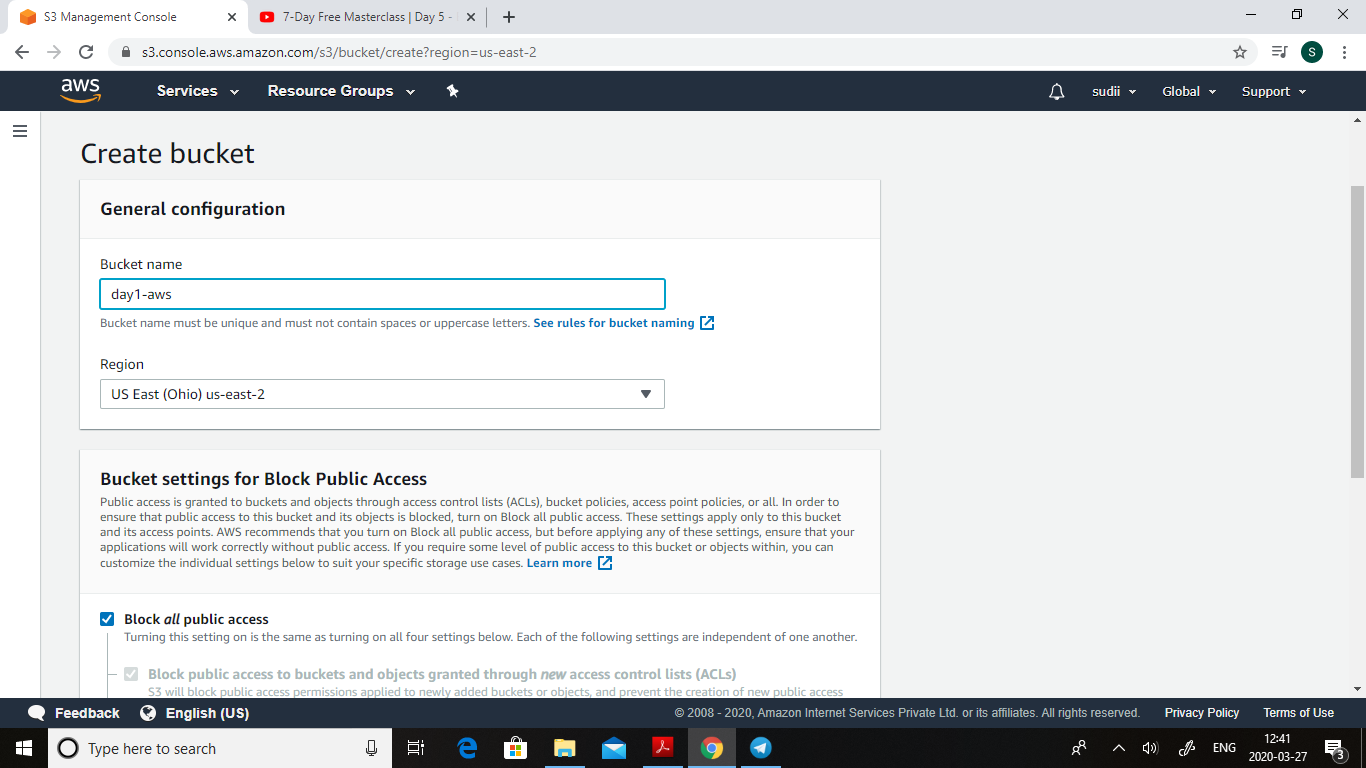 S3 Management Console
7-Day Free Masterclass | Day 5 -
s3.console.aws.amazon.com/s3/bucket/create?region=us-east-2
S
aws
Services
Resource Groups
sudii
Global
Support
Create bucket
General configuration
Bucket name
day1-aws
Bucket name must be unique and must not contain spaces or uppercase letters. See rules for bucket naming
Region
US East (Ohio) us-east-2
Bucket settings for Block Public Access
Public access is granted to buckets and objects through access control lists (ACLs), bucket policies, access point policies, or all. In order to
ensure that public access to this bucket and its objects is blocked, turn on Block all public access. These settings apply only to this bucket
and its access points. AWS recommends that you turn on Block all public access, but before applying any of these settings, ensure that your
applications will work correctly without public access. If you require some level of public access to this bucket or objects within, you can
customize the individual settings below to suit your specific storage use cases. Learn more
Block all public access
Turning this setting on is the same as turning on all four settings below. Each of the following settings are independent of one another.
Block public access to buckets and objects granted through new access control lists (ACLs)
S3 will block public access permissions applied to newly added buckets or objects, and prevent the creation of new public access
Feedback
English (US)
© 2008 - 2020, Amazon Internet Services Private Ltd. or its affiliates. All rights reserved.
Privacy Policy
Terms of Use
Type here to search
ENG
12:41
2020-03-27
3